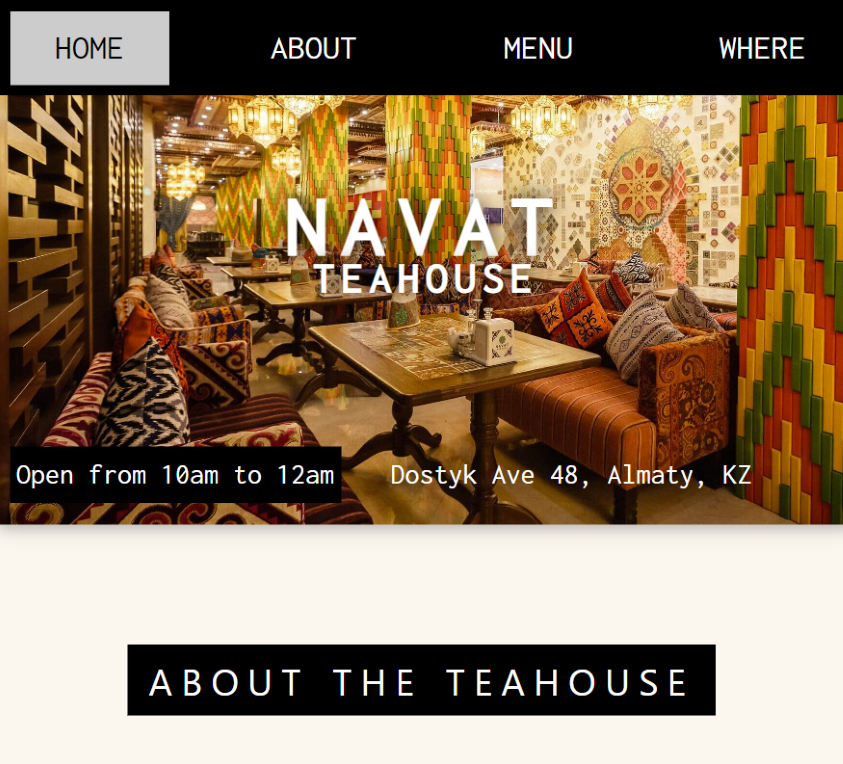 HOME ABOUT MENU WHERE
NAVAT
TEAHOUSE
Open from 10am to 12am Dostyk Ave 48, Almaty, KZ
ABOUT THE TEAHOUSE